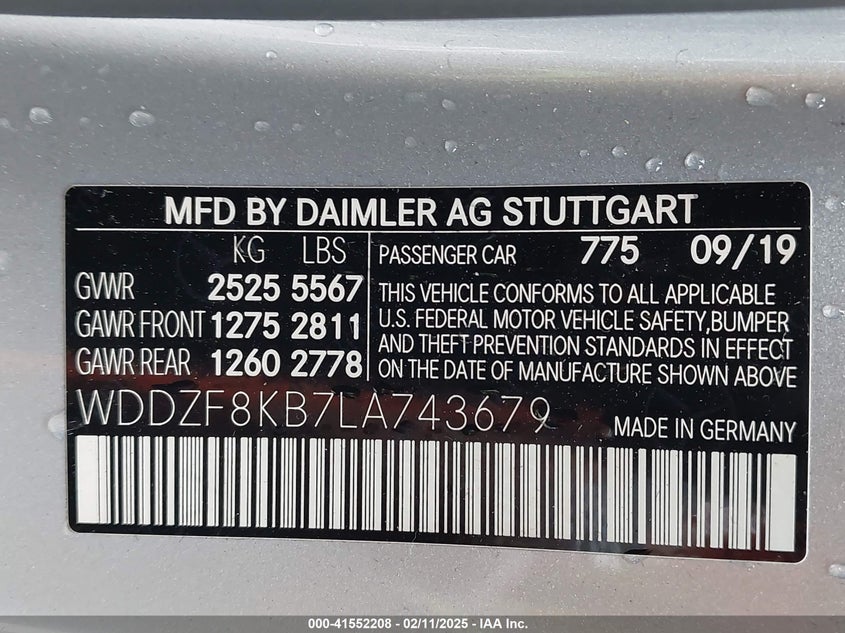 MFD BY DAIMLER AG STUTTGART
KG LBS
GVWR 2525 5567
GAWR FRONT 1275 2811
GAWR REAR 1260 2778
PASSENGER CAR 775 09/19
THIS VEHICLE CONFORMS TO ALL APPLICABLE
U.S. FEDERAL MOTOR VEHICLE SAFETY,BUMPER
AND THEFT PREVENTION STANDARDS IN EFFECT
ON THE DATE OF MANUFACTURE SHOWN ABOVE
WDDZF8KB7LA743679
MADE IN GERMANY
000-41552208 - 02/11/2025 - IAA Inc.